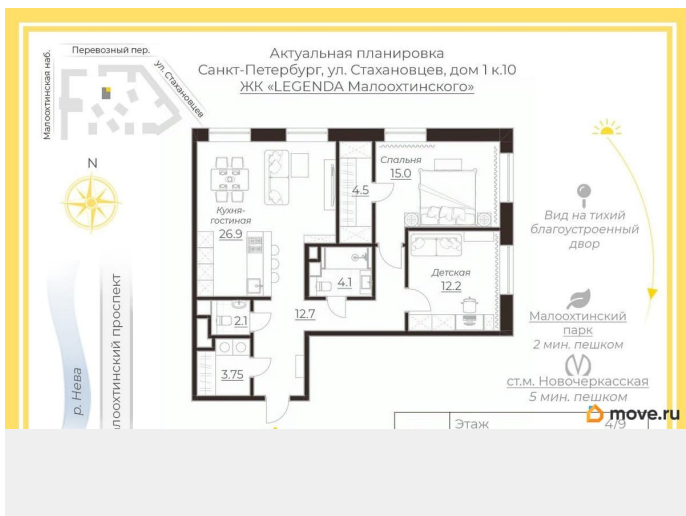 Актуальная планировка
Санкт-Петербург, ул. Стахановцев, дом 1 к.10
ЖК «LEGENDA Малоохтинского»
Перевозный пер.
Малоохтинская наб.
ул. Стахановцев
N
Спальня
15.0
4.5
Кухня-
гостиная
26.9
4.1
Детская
12.2
12.7
2.1
3.75
Вид на тихий
благоустроенный
двор
Малоохтинский
парк
2 мин. пешком
ст.м. Новочеркасская
5 мин. пешком
р. Нева
алоохтинский проспект
move.ru
Этаж 4/9